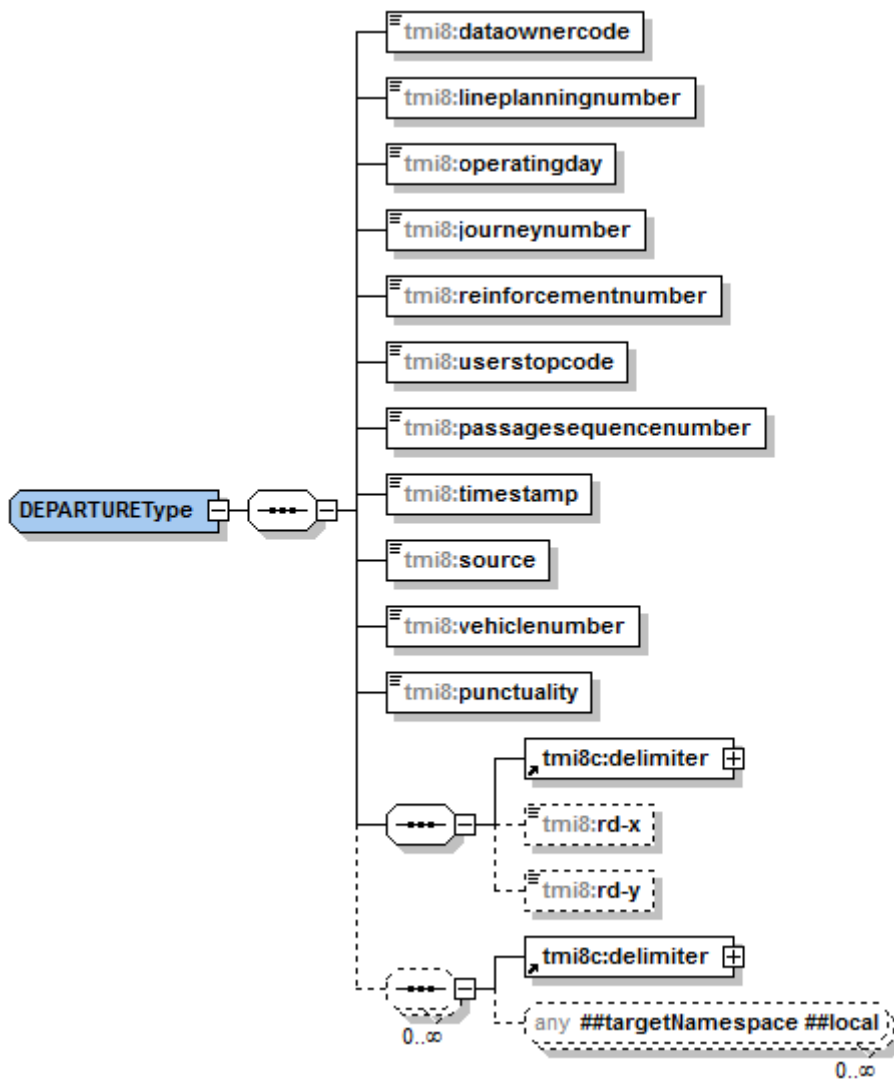 tmi8:dataownercode
tmi8:lineplanningnumber
tmi8:operatingday
tmi8:journeynumber
tmi8:reinforcementnumber
tmi8:userstopcode
tmi8:passagesequencenumber
DEPARTUREType
tmi8:timestamp
tmi8:source
tmi8:vehiclenumber
tmi8:punctuality
tmi8c:delimiter
tmi8:rd-x
tmi8:rd-y
tmi8c:delimiter
any ##targetNamespace ##local
0..∞
0..∞